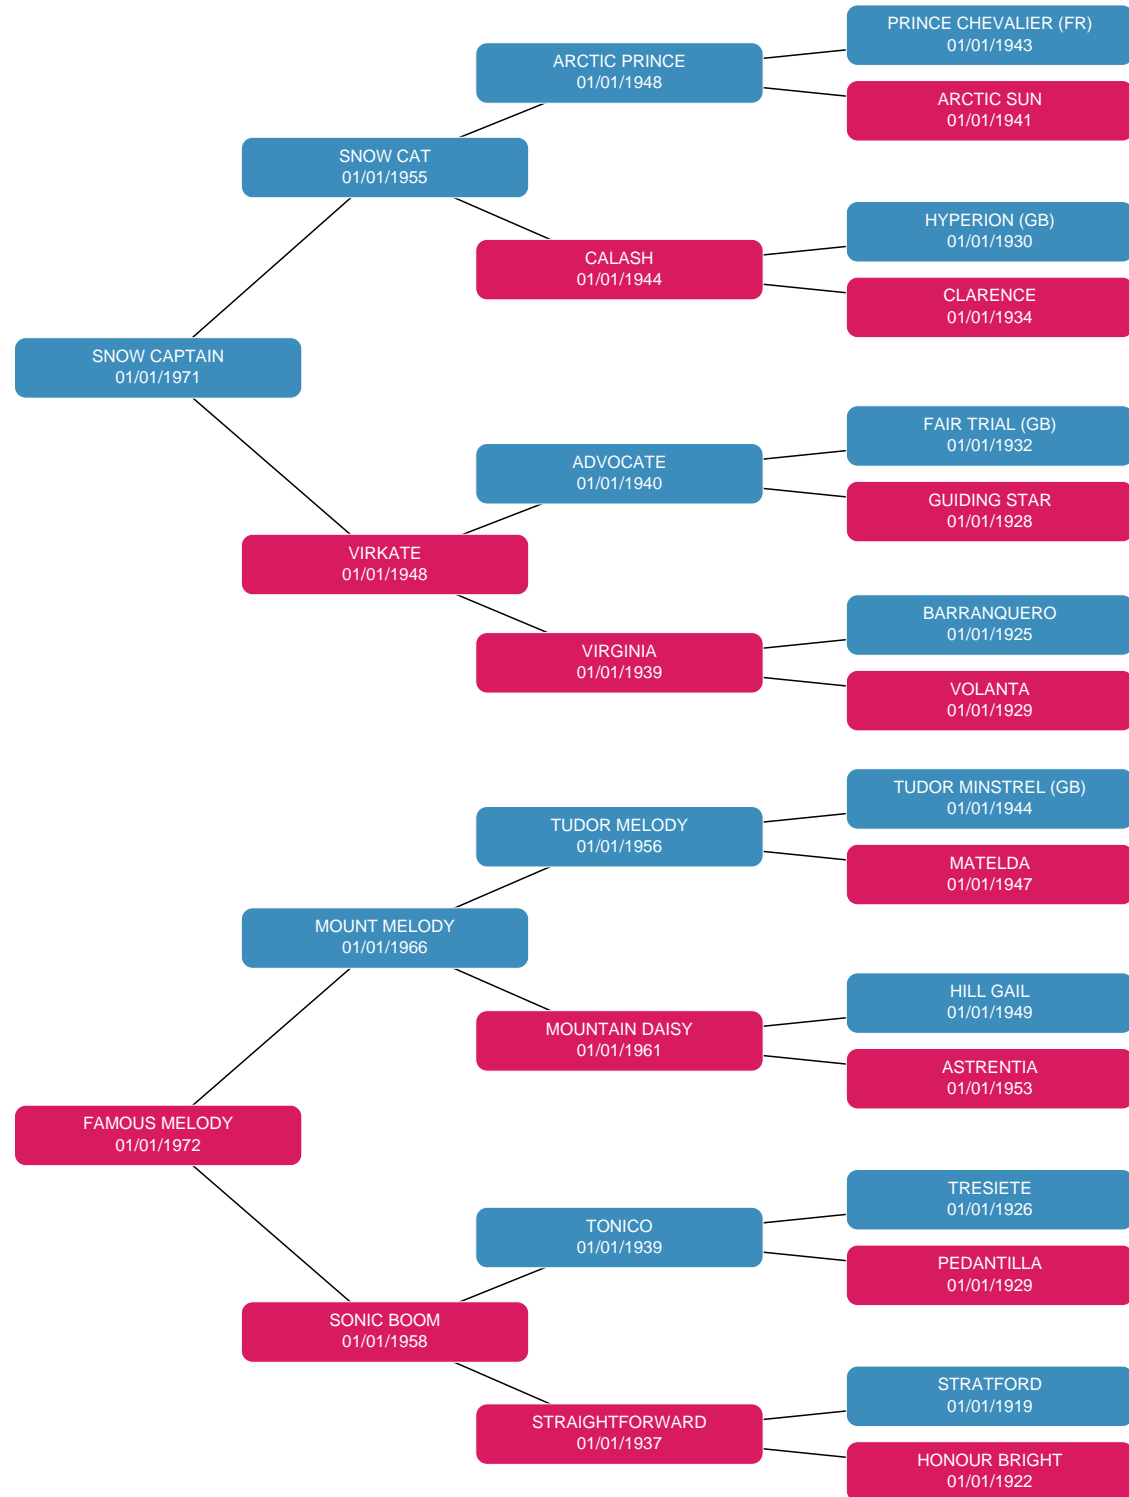 PRINCE CHEVALIER (FR)
01/01/1943
ARCTIC PRINCE
01/01/1948
ARCTIC SUN
01/01/1941
SNOW CAT
01/01/1955
HYPERION (GB)
01/01/1930
CALASH
01/01/1944
CLARENCE
01/01/1934
SNOW CAPTAIN
01/01/1971
FAIR TRIAL (GB)
01/01/1932
ADVOCATE
01/01/1940
GUIDING STAR
01/01/1928
VIRKATE
01/01/1948
BARRANQUERO
01/01/1925
VIRGINIA
01/01/1939
VOLANTA
01/01/1929
TUDOR MINSTREL (GB)
01/01/1944
TUDOR MELODY
01/01/1956
MATELDA
01/01/1947
MOUNT MELODY
01/01/1966
HILL GAIL
01/01/1949
MOUNTAIN DAISY
01/01/1961
ASTRENTIA
01/01/1953
FAMOUS MELODY
01/01/1972
TRESIETE
01/01/1926
TONICO
01/01/1939
PEDANTILLA
01/01/1929
SONIC BOOM
01/01/1958
STRATFORD
01/01/1919
STRAIGHTFORWARD
01/01/1937
HONOUR BRIGHT
01/01/1922